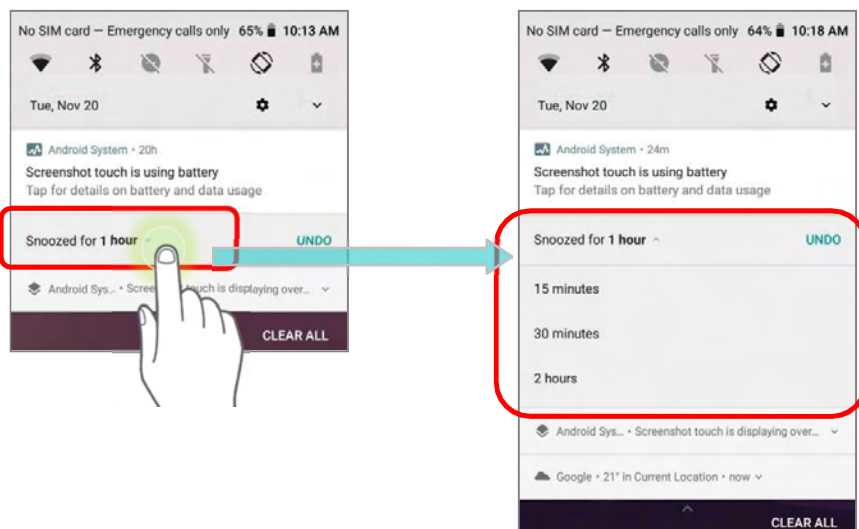 No SIM card — Emergency calls only 65% 10:13 AM
Tue, Nov 20
Android System • 20h
Screenshot touch is using battery
Tap for details on battery and data usage
Snoozed for 1 hour UNDO
Android Sys... • Scree touch is displaying over...
CLEAR ALL
No SIM card — Emergency calls only 64% 10:18 AM
Tue, Nov 20
Android System • 24m
Screenshot touch is using battery
Tap for details on battery and data usage
Snoozed for 1 hour UNDO
15 minutes
30 minutes
2 hours
Android Sys... • Screenshot touch is displaying over...
Google • 21° in Current Location • now
CLEAR ALL